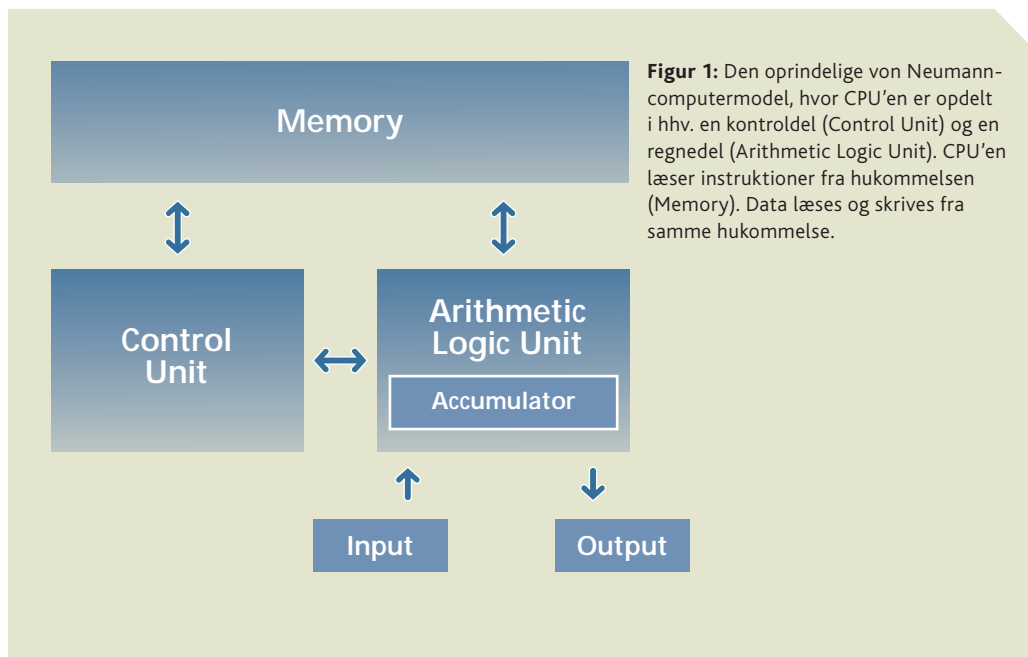 Memory
Figur 1: Den oprindelige von Neumann-
computermodel, hvor CPU'en er opdelt
i hhv. en kontroldel (Control Unit) og en
regnedel (Arithmetic Logic Unit). CPU'en
læser instruktioner fra hukommelsen
(Memory). Data læses og skrives fra
samme hukommelse.
Control
Unit
Arithmetic
Logic Unit
Accumulator
Input
Output